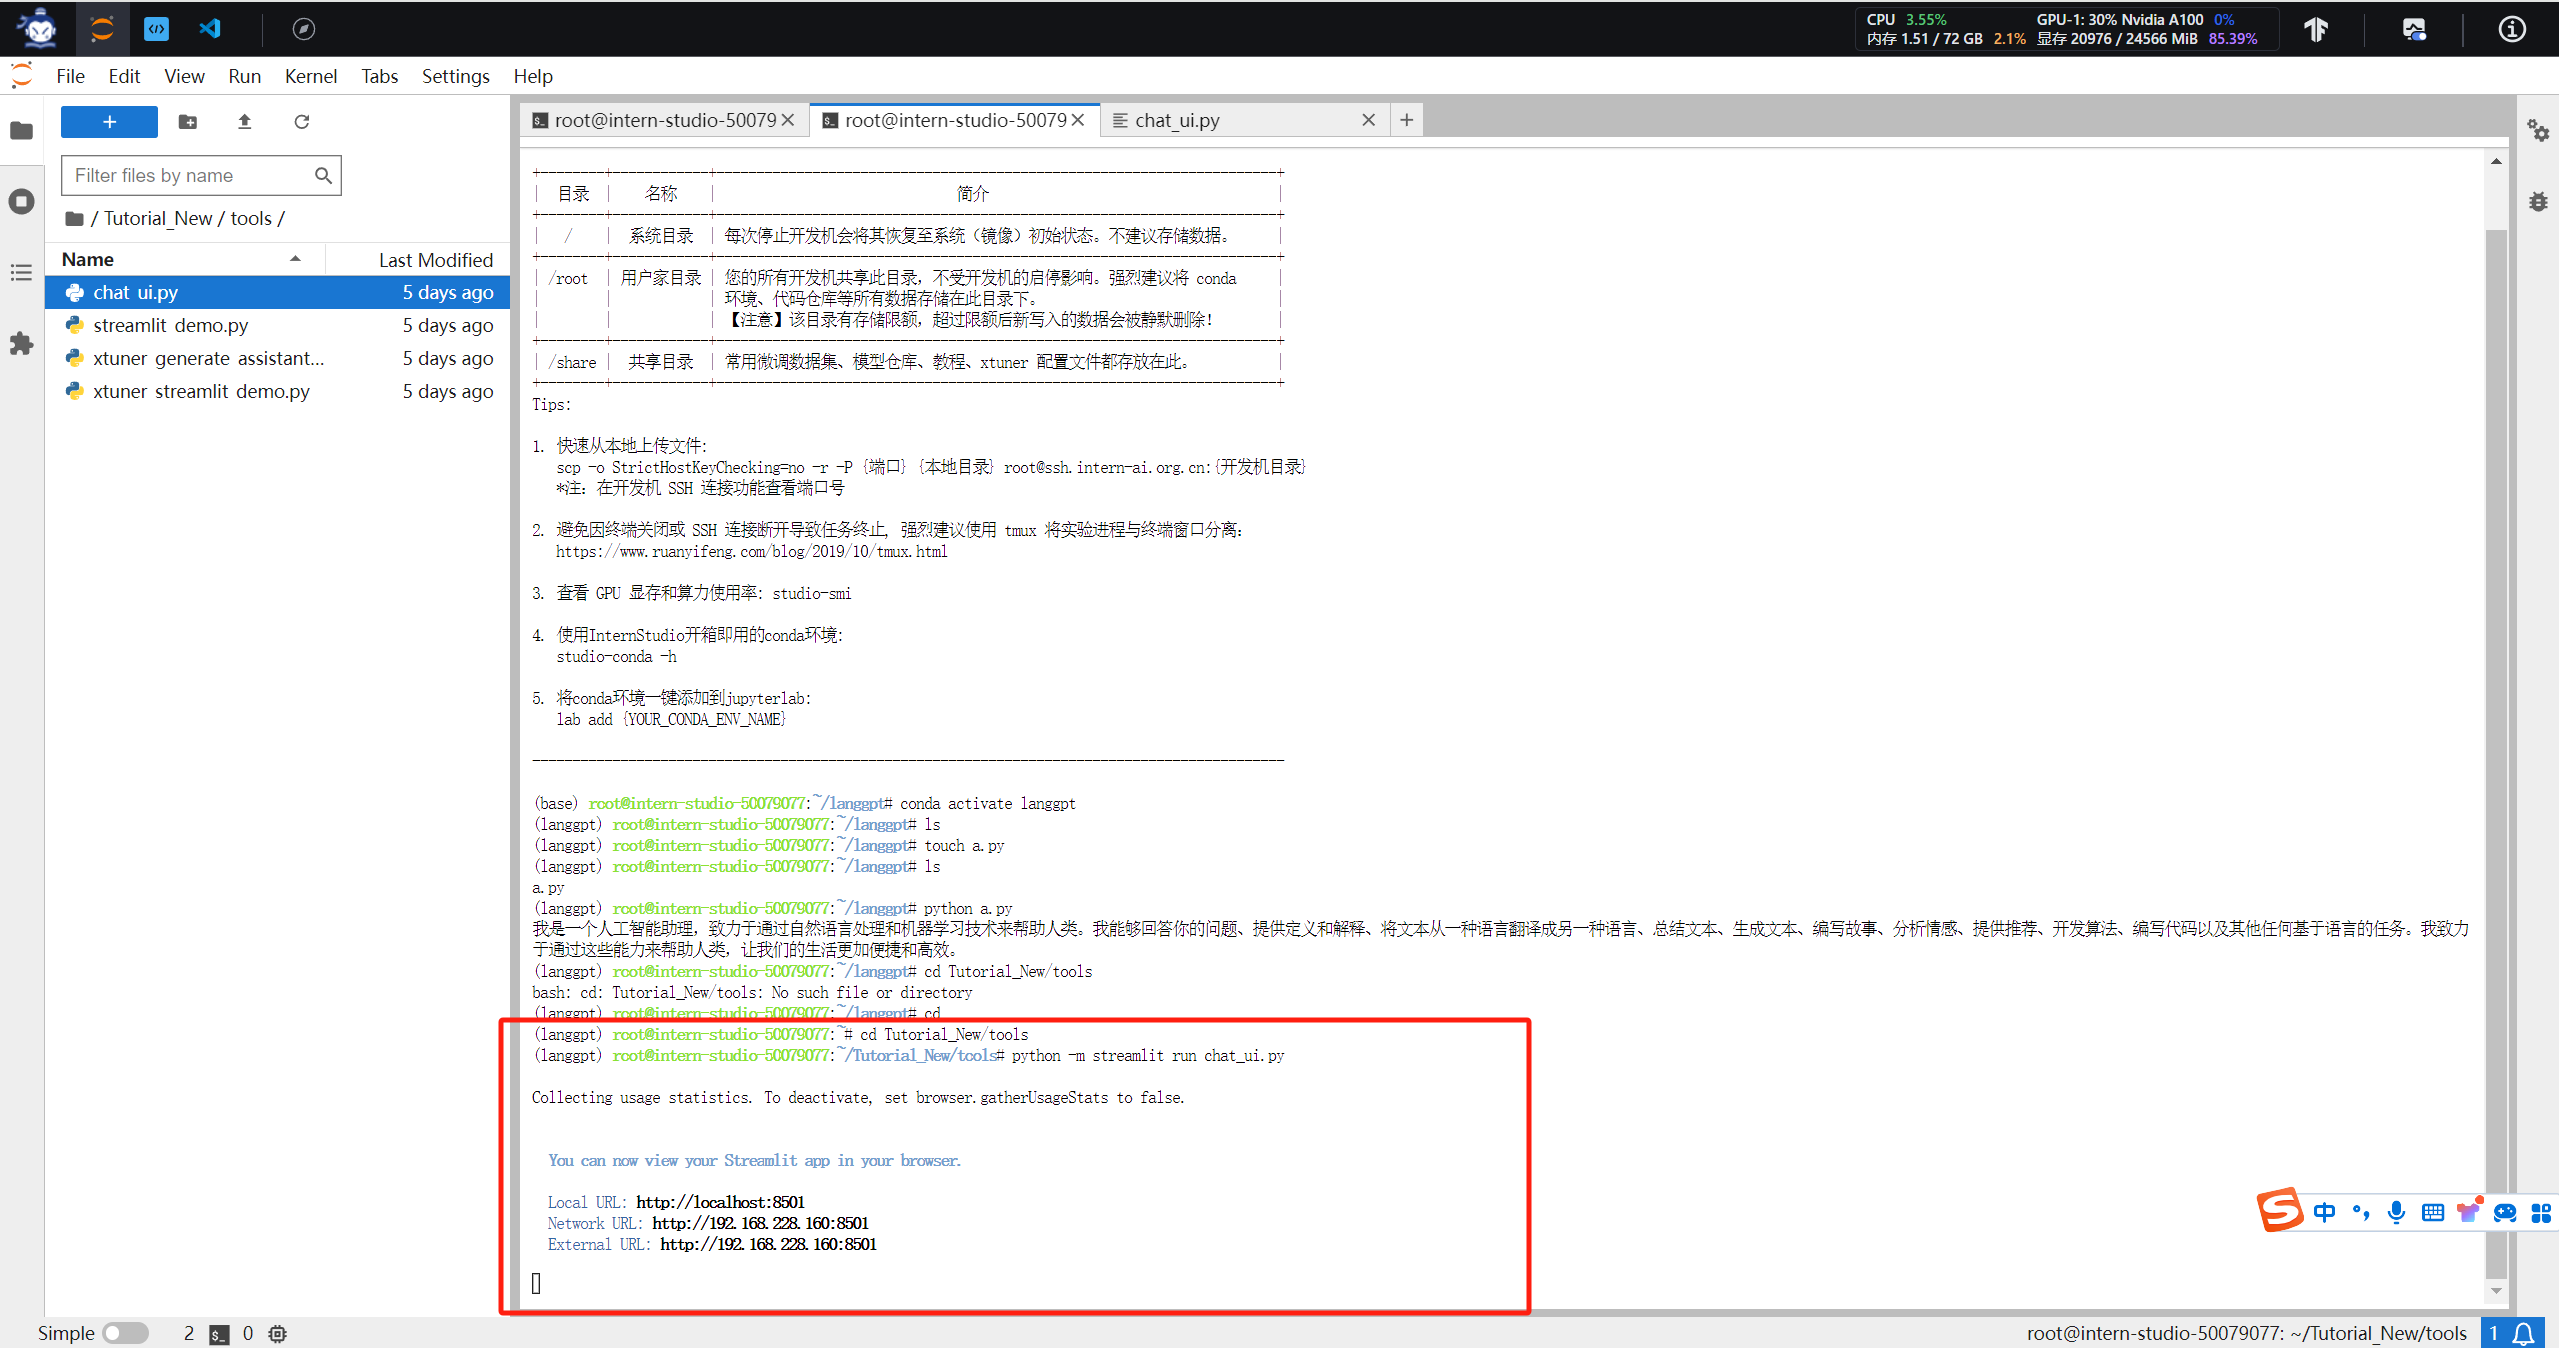 CPU 3.55% GPU-1: 30% Nvidia A100 0%
内存 1.51 / 72 GB 2.1% 显存 20976 / 24566 MiB 85.39%
File Edit View Run Kernel Tabs Settings Help
+
root@intern-studio-50079
root@intern-studio-50079
chat_ui.py
Filter files by name
/ Tutorial_New / tools /
Name Last Modified
chat_ui.py 5 days ago
streamlit_demo.py 5 days ago
xtuner_generate_assistant... 5 days ago
xtuner_streamlit_demo.py 5 days ago
目录 | 名称 | 简介
/ | 系统目录 | 每次停止开发机会将其恢复至系统（镜像）初始状态。不建议存储数据。
/root | 用户家目录 | 您的所有开发机共享此目录，不受开发机的启停影响。强烈建议将 conda
环境、代码仓库等所有数据存储在此目录下。
【注意】该目录有存储限额，超过限额后新写入的数据会被静默删除！
/share | 共享目录 | 常用微调数据集、模型仓库、教程、xtuner 配置文件都存放在此。
Tips:
1. 快速从本地上传文件:
scp -o StrictHostKeyChecking=no -r -P {端口} {本地目录} root@ssh.intern-ai.org.cn:{开发机目录}
*注：在开发机 SSH 连接功能查看端口号
2. 避免因终端关闭或 SSH 连接断开导致任务终止, 强烈建议使用 tmux 将实验进程与终端窗口分离：
https://www.ruanyifeng.com/blog/2019/10/tmux.html
3. 查看 GPU 显存和算力使用率: studio-smi
4. 使用InternStudio开箱即用的conda环境:
studio-conda -h
5. 将conda环境一键添加到jupyterlab:
lab add {YOUR_CONDA_ENV_NAME}
(base) root@intern-studio-50079077:~/langgpt# conda activate langgpt
(langgpt) root@intern-studio-50079077:~/langgpt# ls
(langgpt) root@intern-studio-50079077:~/langgpt# touch a.py
(langgpt) root@intern-studio-50079077:~/langgpt# ls
a.py
(langgpt) root@intern-studio-50079077:~/langgpt# python a.py
我是一个人工智能助理，致力于通过自然语言处理和机器学习技术来帮助人类。我能够回答你的问题、提供定义和解释、将文本从一种语言翻译成另一种语言、总结文本、生成文本、编写故事、分析情感、提供推荐、开发算法、编写代码以及其他任何基于语言的任务。我致力
于通过这些能力来帮助人类，让我们的生活更加便捷和高效。
(langgpt) root@intern-studio-50079077:~/langgpt# cd Tutorial_New/tools
bash: cd: Tutorial_New/tools: No such file or directory
(langgpt) root@intern-studio-50079077:~/langgpt# cd
(langgpt) root@intern-studio-50079077:~# cd Tutorial_New/tools
(langgpt) root@intern-studio-50079077:~/Tutorial_New/tools# python -m streamlit run chat_ui.py
Collecting usage statistics. To deactivate, set browser.gatherUsageStats to false.
You can now view your Streamlit app in your browser.
Local URL: http://localhost:8501
Network URL: http://192.168.228.160:8501
External URL: http://192.168.228.160:8501
中
Simple 2 0 root@intern-studio-50079077: ~/Tutorial_New/tools 1